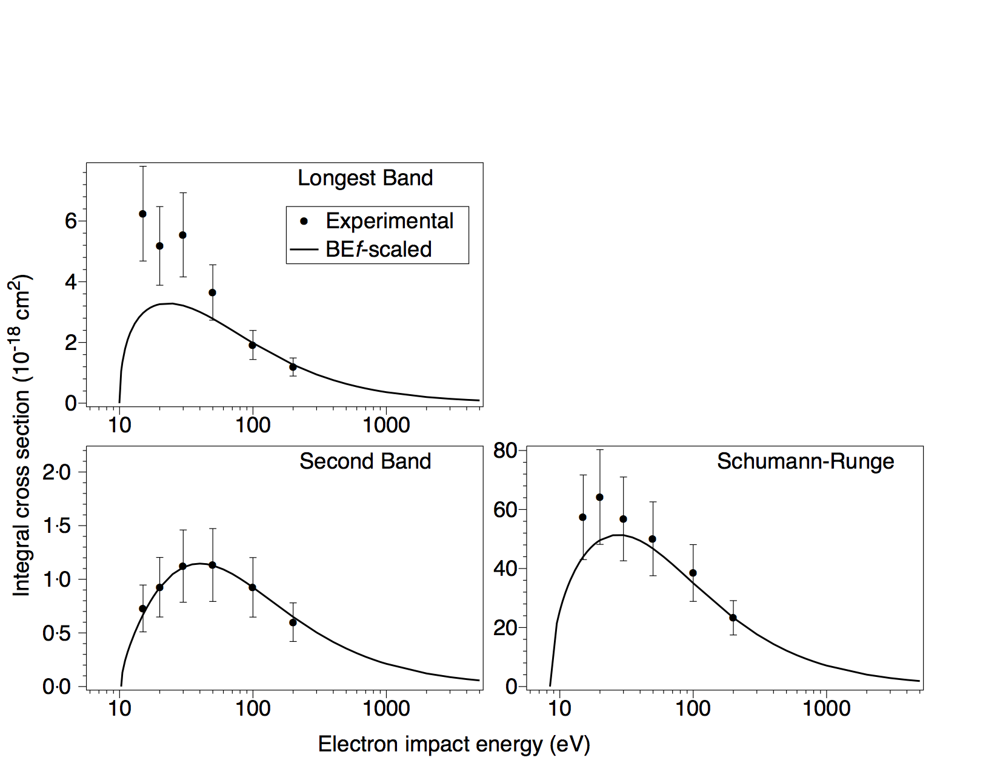 Longest Band
Experimental
BEf-scaled
6
4
2
0
10 100 1000
Integral cross section (10-18 cm2)
Second Band
2·0
1·5
1·0
0·5
0·0
10 100 1000
Schumann-Runge
80
60
40
20
0
10 100 1000
Electron impact energy (eV)